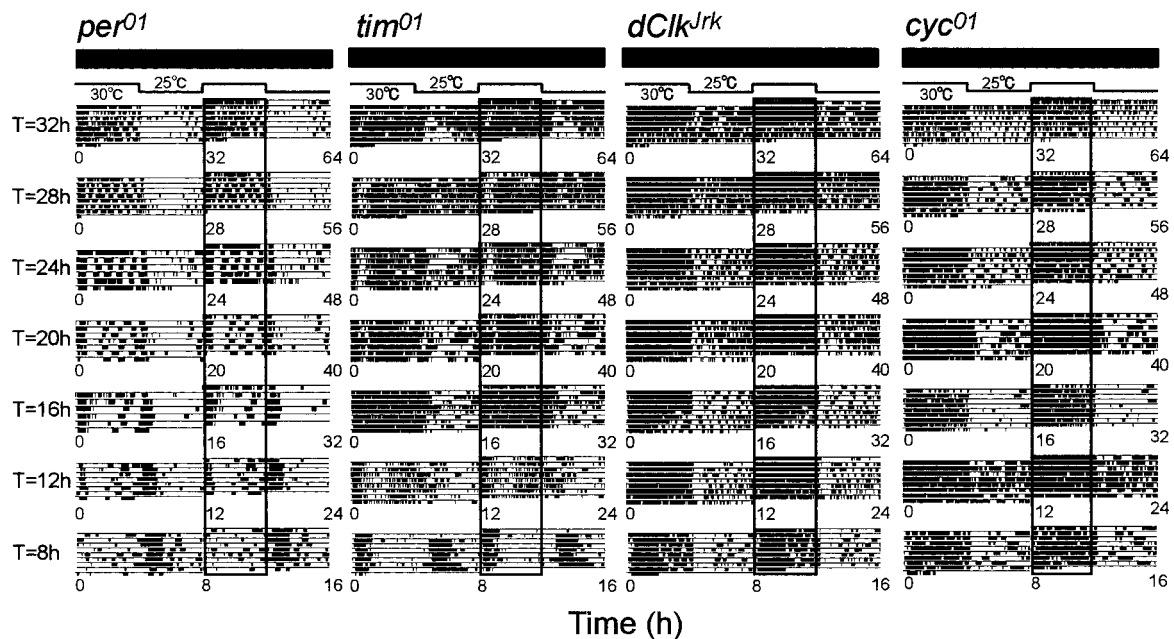 per01 tim01 dClkJrk cyc01
30℃ 25℃ 30℃ 25℃ 30℃ 25℃ 30℃ 25℃
T=32h
0 32 64 0 32 64 0 32 64 0 32 64
T=28h
0 28 56 0 28 56 0 28 56 0 28 56
T=24h
0 24 48 0 24 48 0 24 48 0 24 48
T=20h
0 20 40 0 20 40 0 20 40 0 20 40
T=16h
0 16 32 0 16 32 0 16 32 0 16 32
T=12h
0 12 24 0 12 24 0 12 24 0 12 24
T=8h
0 8 16 0 8 16 0 8 16 0 8 16
Time (h)